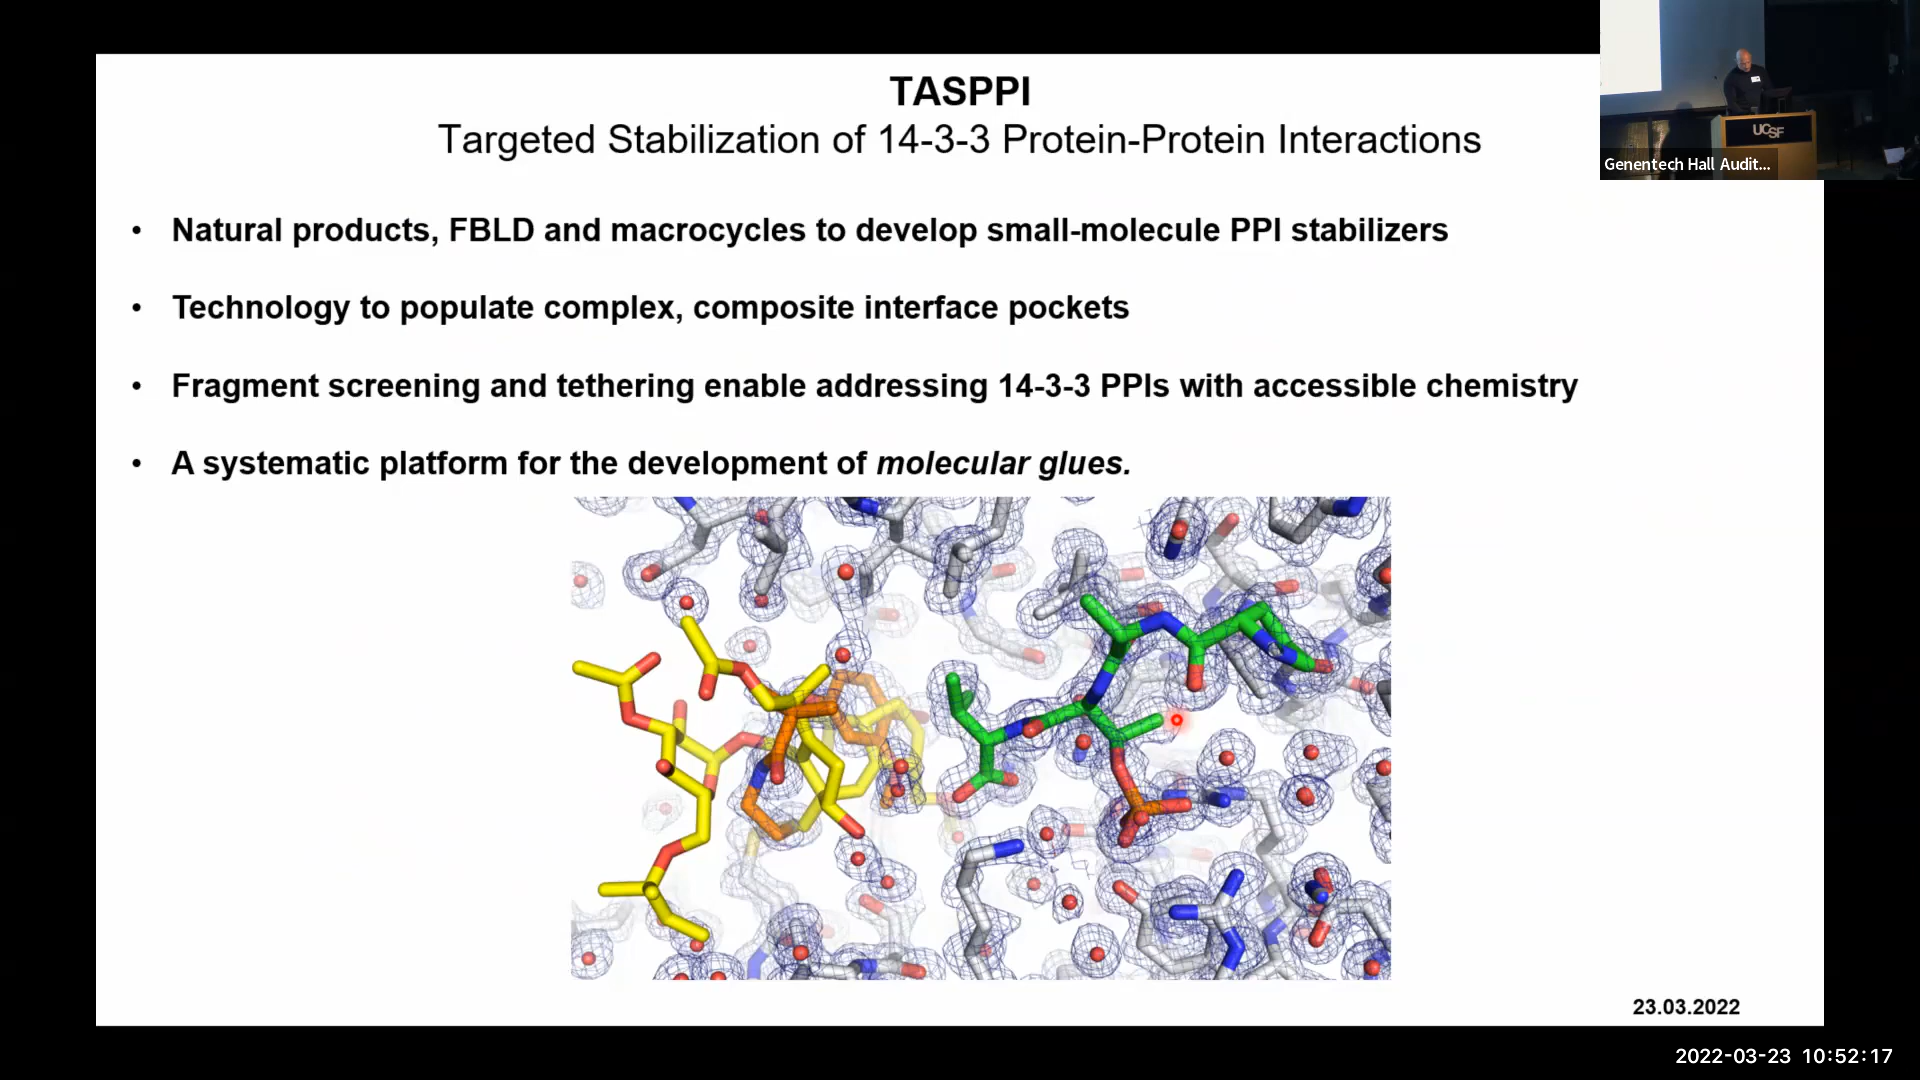 TASPPI
Targeted Stabilization of 14-3-3 Protein-Protein Interactions
UCSF
Genentech Hall Audit...
• Natural products, FBLD and macrocycles to develop small-molecule PPI stabilizers
• Technology to populate complex, composite interface pockets
• Fragment screening and tethering enable addressing 14-3-3 PPIs with accessible chemistry
• A systematic platform for the development of molecular glues.
23.03.2022
2022-03-23 10:52:17